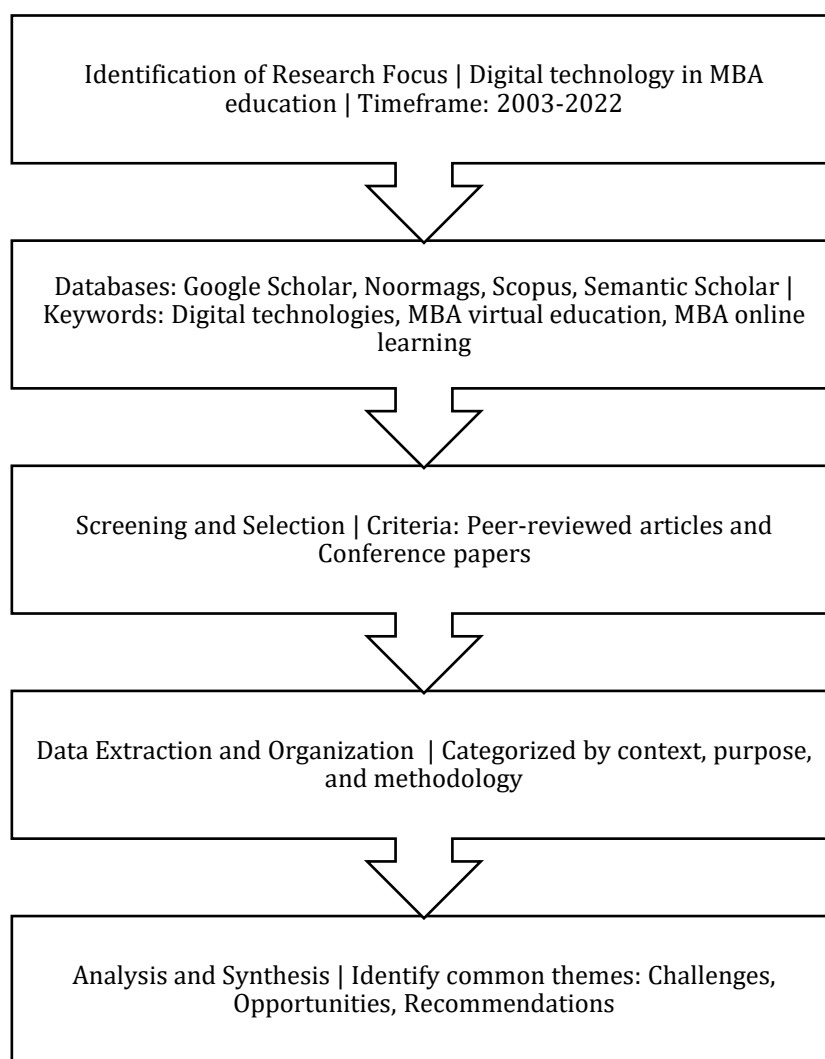 Identification of Research Focus | Digital technology in MBA
education | Timeframe: 2003-2022
Databases: Google Scholar, Noormags, Scopus, Semantic Scholar |
Keywords: Digital technologies, MBA virtual education, MBA online
learning
Screening and Selection | Criteria: Peer-reviewed articles and
Conference papers
Data Extraction and Organization | Categorized by context, purpose,
and methodology
Analysis and Synthesis | Identify common themes: Challenges,
Opportunities, Recommendations